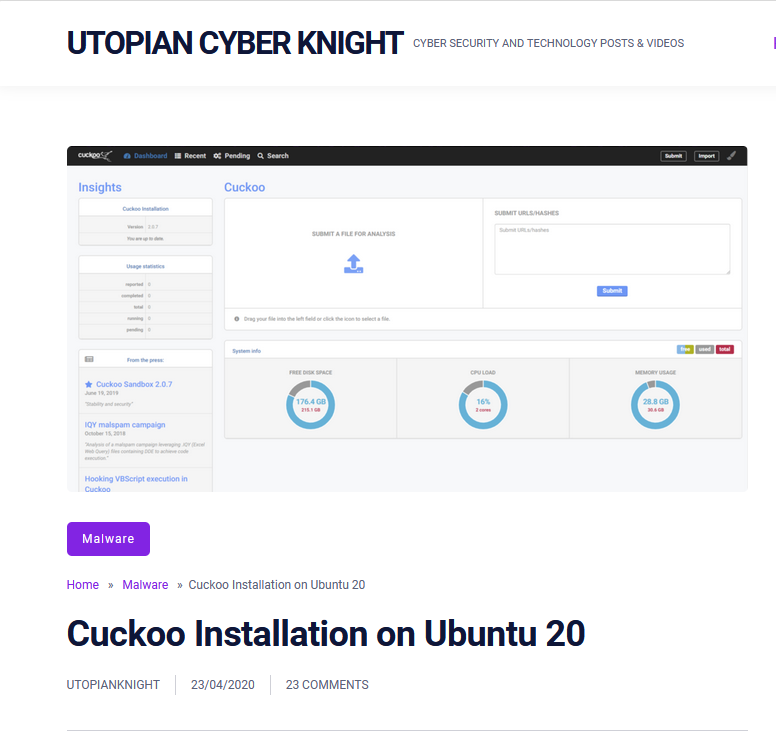 UTOPIAN CYBER KNIGHT CYBER SECURITY AND TECHNOLOGY POSTS & VIDEOS
cuckoo Dashboard Recent Pending Search Submit Import
Insights
Cuckoo Installation
Version 2.0.7
You are up to date.
Usage statistics
reported 0
completed 0
total 0
running 0
pending 0
From the press:
Cuckoo Sandbox 2.0.7
June 19, 2019
"Stability and security"
IQY malspam campaign
October 15, 2018
"Analysis of a malspam campaign leveraging .IQY (Excel
Web Query) files containing DDE to achieve code
execution."
Hooking VBScript execution in
Cuckoo
Cuckoo
SUBMIT A FILE FOR ANALYSIS
SUBMIT URLS/HASHES
Submit URLs/hashes
Submit
Drag your file into the left field or click the icon to select a file.
System info free used total
FREE DISK SPACE CPU LOAD MEMORY USAGE
176.4 GB 16% 28.8 GB
215.1 GB 2 cores 30.6 GB
Malware
Home » Malware » Cuckoo Installation on Ubuntu 20
Cuckoo Installation on Ubuntu 20
UTOPIANKNIGHT 23/04/2020 23 COMMENTS